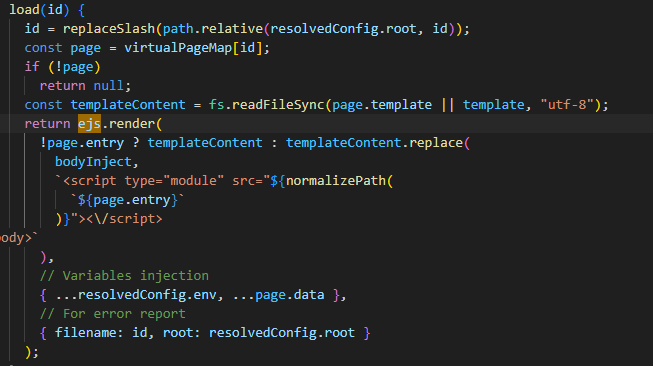 load(id) {
id = replaceSlash(path.relative(resolvedConfig.root, id));
const page = virtualPageMap[id];
if (!page)
return null;
const templateContent = fs.readFileSync(page.template || template, "utf-8");
return ejs.render(
!page.entry ? templateContent : templateContent.replace(
bodyInject,
`<script type="module" src="${normalizePath(
`${page.entry}`
)}"><\/script>
ody>`
),
// Variables injection
{ ...resolvedConfig.env, ...page.data },
// For error report
{ filename: id, root: resolvedConfig.root }
);